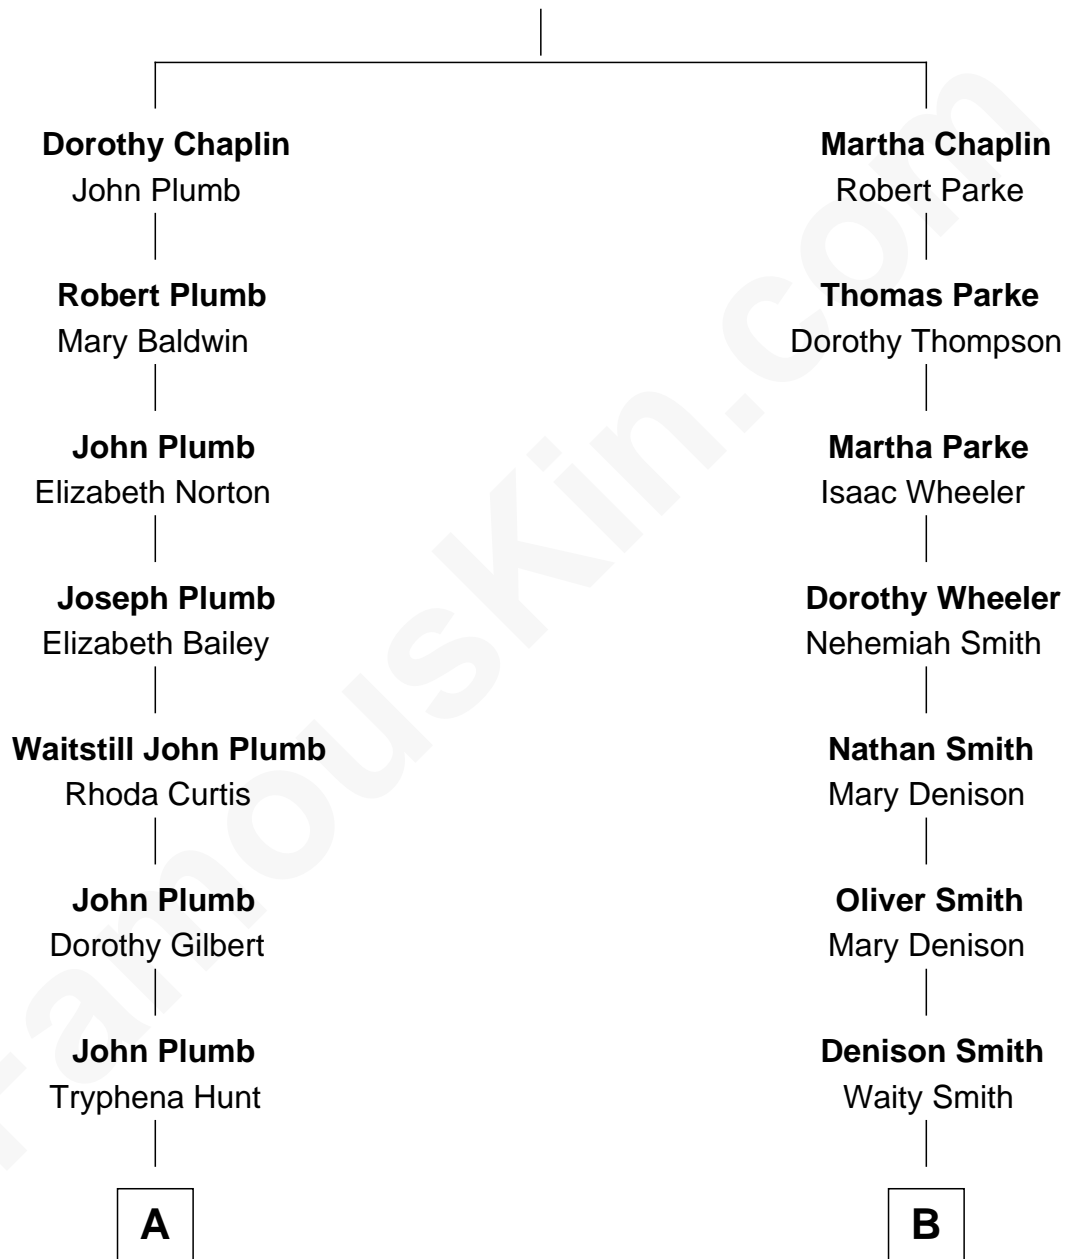 Dorothy Chaplin
John Plumb
Robert Plumb
Mary Baldwin
John Plumb
Elizabeth Norton
Joseph Plumb
Elizabeth Bailey
Waitstill John Plumb
Rhoda Curtis
John Plumb
Dorothy Gilbert
John Plumb
Tryphena Hunt
A
Martha Chaplin
Robert Parke
Thomas Parke
Dorothy Thompson
Martha Parke
Isaac Wheeler
Dorothy Wheeler
Nehemiah Smith
Nathan Smith
Mary Denison
Oliver Smith
Mary Denison
Denison Smith
Waity Smith
B
FamousKin.com